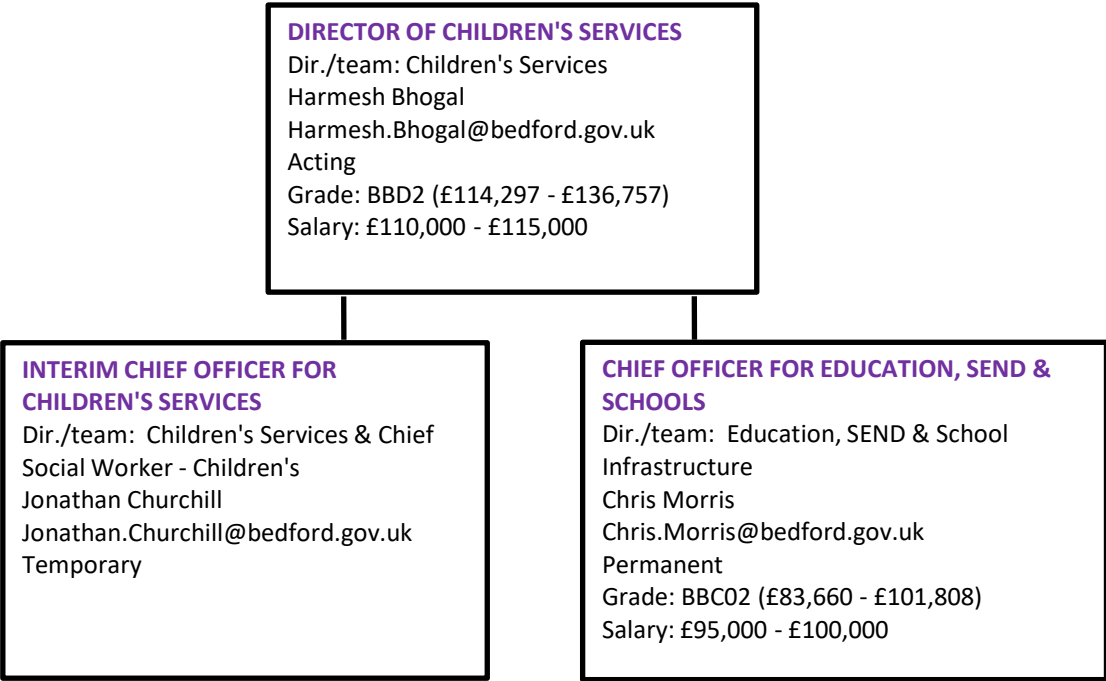 DIRECTOR OF CHILDREN'S SERVICES
Dir./team: Children's Services
Harmesh Bhogal
Harmesh.Bhogal@bedford.gov.uk
Acting
Grade: BBD2 (£114,297 - £136,757)
Salary: £110,000 - £115,000
INTERIM CHIEF OFFICER FOR
CHILDREN'S SERVICES
Dir./team:  Children's Services & Chief
Social Worker - Children's
Jonathan Churchill
Jonathan.Churchill@bedford.gov.uk
Temporary
CHIEF OFFICER FOR EDUCATION, SEND &
SCHOOLS
Dir./team:  Education, SEND & School
Infrastructure
Chris Morris
Chris.Morris@bedford.gov.uk
Permanent
Grade: BBC02 (£83,660 - £101,808)
Salary: £95,000 - £100,000